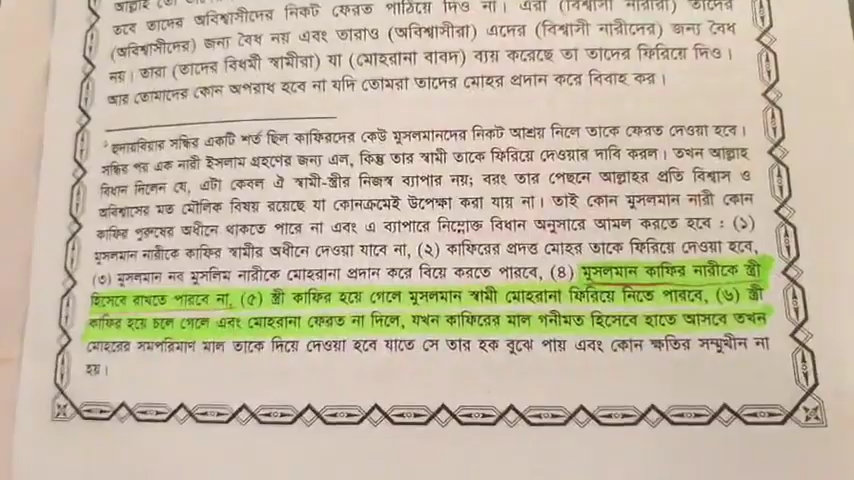 তবে তাদের অবিশ্বাসীদের নিকট ফেরত পাঠিয়ে দিও না। এরা (বিশ্বাসী নারীরা) তাদের
(অবিশ্বাসীদের) জন্য বৈধ নয় এবং তারাও (অবিশ্বাসীরা) এদের (বিশ্বাসী নারীদের) জন্য বৈধ
নয়। তারা (তাদের বিধর্মী স্বামীরা) যা (মোহরানা বাবদ) ব্যয় করেছে তা তাদের ফিরিয়ে দিও।
আর তোমাদের কোন অপরাধ হবে না যদি তোমরা তাদের মোহর প্রদান করে বিবাহ কর।
হুদায়বিয়ার সন্ধির একটি শর্ত ছিল কাফিরদের কেউ মুসলমানদের নিকট আশ্রয় নিলে তাকে ফেরত দেওয়া হবে।
সন্ধির পর এক নারী ইসলাম গ্রহণের জন্য এল, কিন্তু তার স্বামী তাকে ফিরিয়ে দেওয়ার দাবি করল। তখন আল্লাহ
বিধান দিলেন যে, এটা কেবল ঐ স্বামী-স্ত্রীর নিজস্ব ব্যাপার নয়; বরং তার পেছনে আল্লাহর প্রতি বিশ্বাস ও
অবিশ্বাসের মত মৌলিক বিষয় রয়েছে যা কোনক্রমেই উপেক্ষা করা যায় না। তাই কোন মুসলমান নারী কোন
কাফির পুরুষের অধীনে থাকতে পারে না এবং এ ব্যাপারে নিম্নোক্ত বিধান অনুসারে আমল করতে হবে : (১)
মুসলমান নারীকে কাফির স্বামীর অধীনে দেওয়া যাবে না, (২) কাফিরের প্রদত্ত মোহর তাকে ফিরিয়ে দেওয়া হবে,
(৩) মুসলমান নব মুসলিম নারীকে মোহরানা প্রদান করে বিয়ে করতে পারবে, (৪) মুসলমান কাফির নারীকে স্ত্রী
হিসেবে রাখতে পারবে না, (৫) স্ত্রী কাফির হয়ে গেলে মুসলমান স্বামী মোহরানা ফিরিয়ে নিতে পারবে, (৬) স্ত্রী
কাফির হয়ে চলে গেলে এবং মোহরানা ফেরত না দিলে, যখন কাফিরের মাল গনীমত হিসেবে হাতে আসবে তখন
মোহরের সমপরিমাণ মাল তাকে দিয়ে দেওয়া হবে যাতে সে তার হক বুঝে পায় এবং কোন ক্ষতির সম্মুখীন না
হয়।